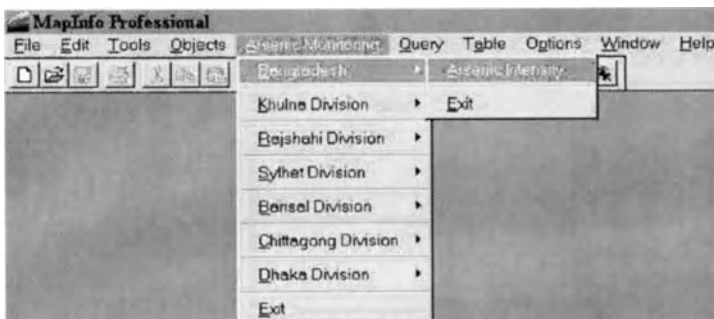 MapInfo Professional
File Edit Tools Objects Arsenic Monitoring Query Table Options Window Help
Bangladesh Arsenic Intensity
Khulna Division Exit
Rajshahi Division
Sylhet Division
Barisal Division
Chittagong Division
Dhaka Division
Exit